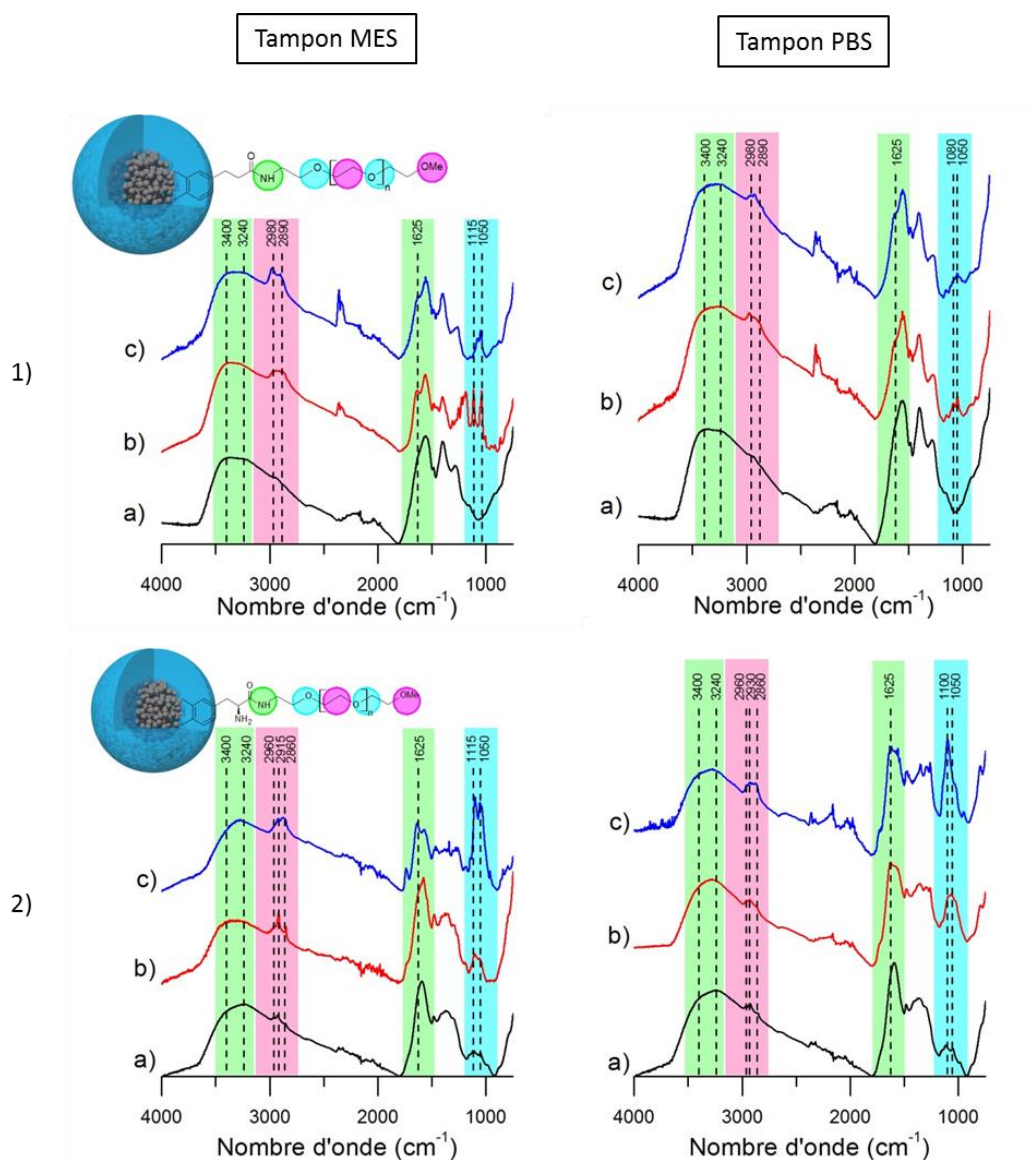 Tampon MES
Tampon PBS
1)
O
NH
O
O
n
OMe
3400 3240 2980 2890 1625 1115 1050
c)
b)
a)
4000 3000 2000 1000
Nombre d'onde (cm⁻¹)
3400 3240 2980 2890 1625 1080 1050
c)
b)
a)
4000 3000 2000 1000
Nombre d'onde (cm⁻¹)
2)
O
NH
NH₂
O
O
n
OMe
3400 3240 2960 2915 2860 1625 1115 1050
c)
b)
a)
4000 3000 2000 1000
Nombre d'onde (cm⁻¹)
3400 3240 2960 2930 2860 1625 1100 1050
c)
b)
a)
4000 3000 2000 1000
Nombre d'onde (cm⁻¹)